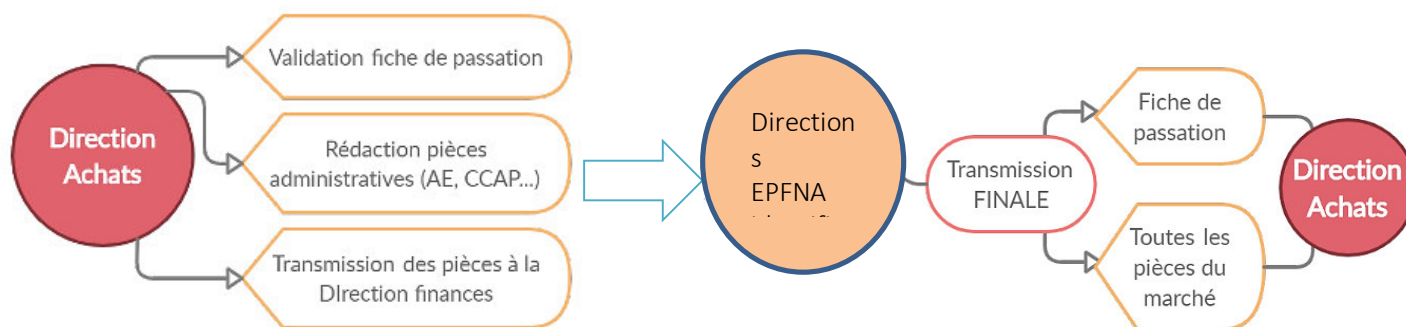 Direction
Achats
Validation fiche de passation
Rédaction pièces
administratives (AE, CCAP...)
Transmission des pièces à la
DIrection finances
Direction
s
EPFNA
Transmission
FINALE
Fiche de
passation
Toutes les
pièces du
marché
Direction
Achats